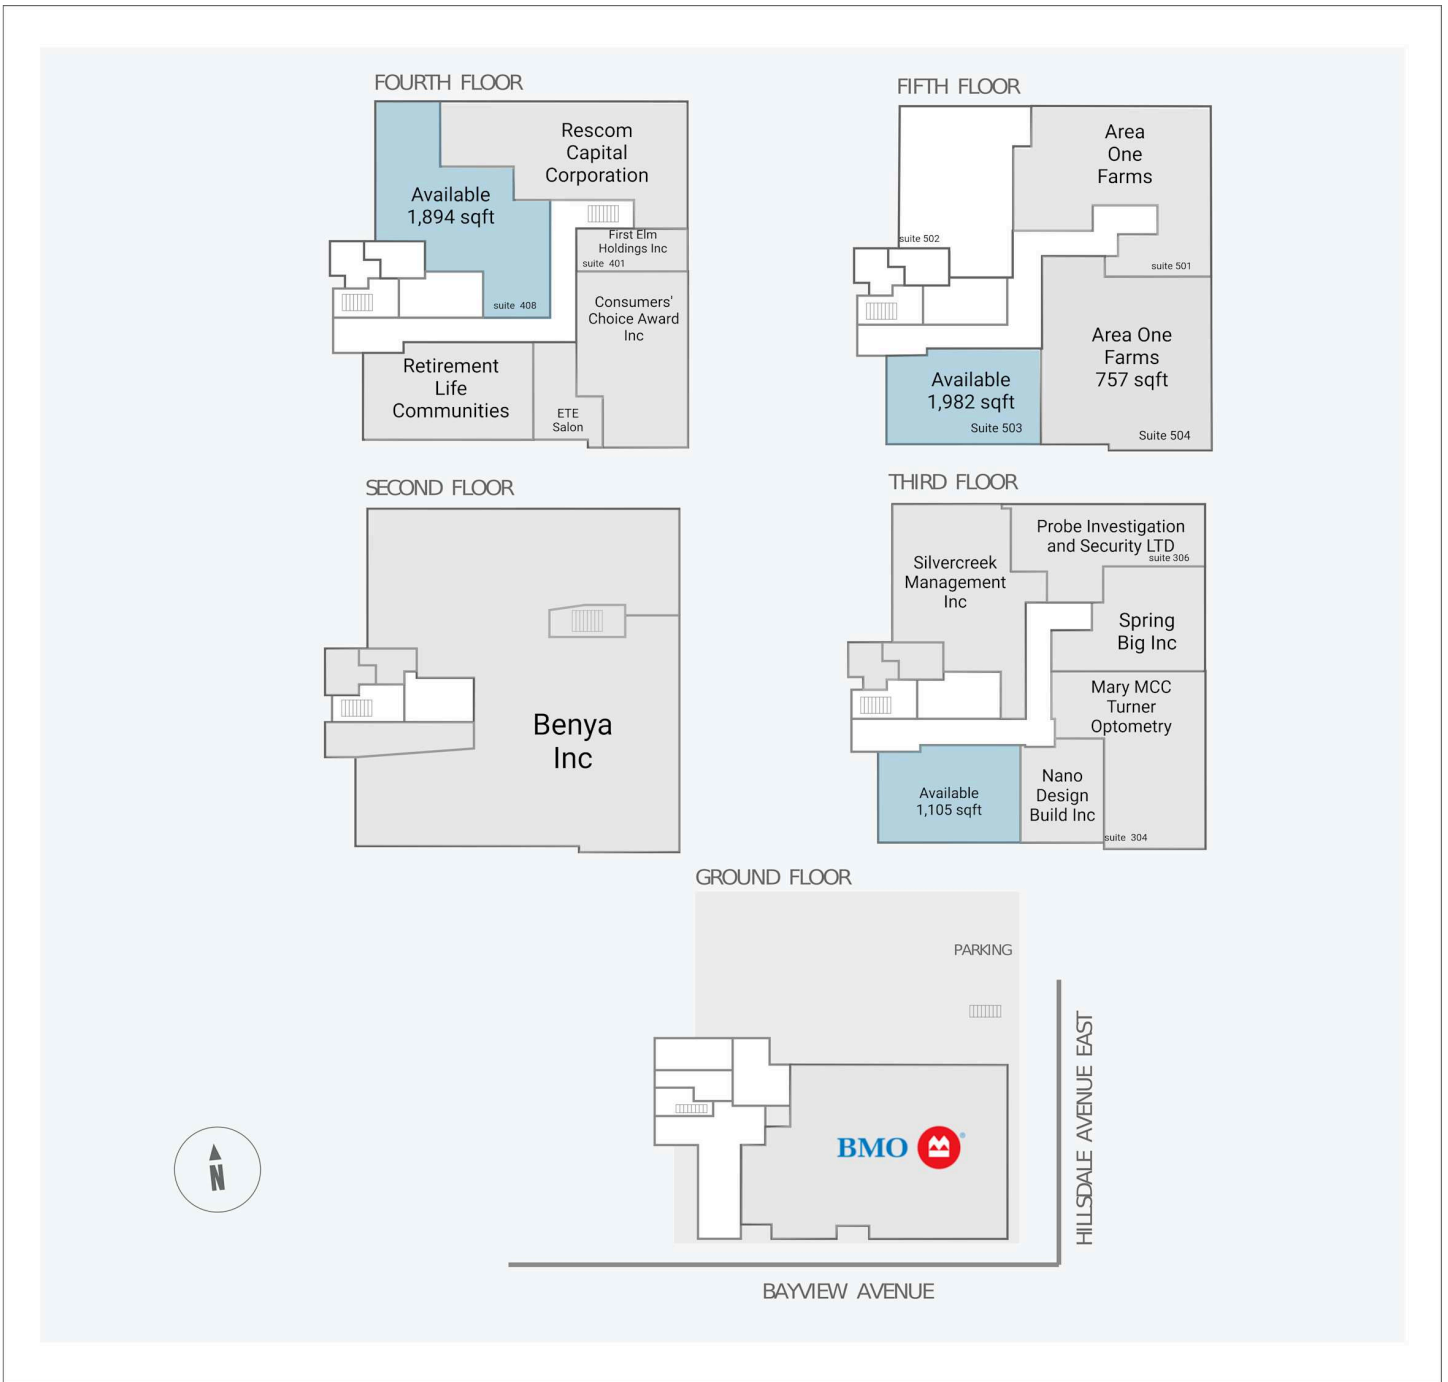 FOURTH FLOOR
Rescom
Capital
Corporation
Available
1,894 sqft
First Elm
Holdings Inc
suite 401
suite 408
Consumers'
Choice Award
Inc
Retirement
Life
Communities
ETE
Salon
FIFTH FLOOR
Area
One
Farms
suite 502
suite 501
Area One
Farms
757 sqft
Available
1,982 sqft
Suite 503
Suite 504
SECOND FLOOR
Benya
Inc
THIRD FLOOR
Probe Investigation
and Security LTD
suite 306
Silvercreek
Management
Inc
Spring
Big Inc
Mary MCC
Turner
Optometry
Available
1,105 sqft
Nano
Design
Build Inc
suite 304
GROUND FLOOR
PARKING
BMO
HILLSDALE AVENUE EAST
BAYVIEW AVENUE
N